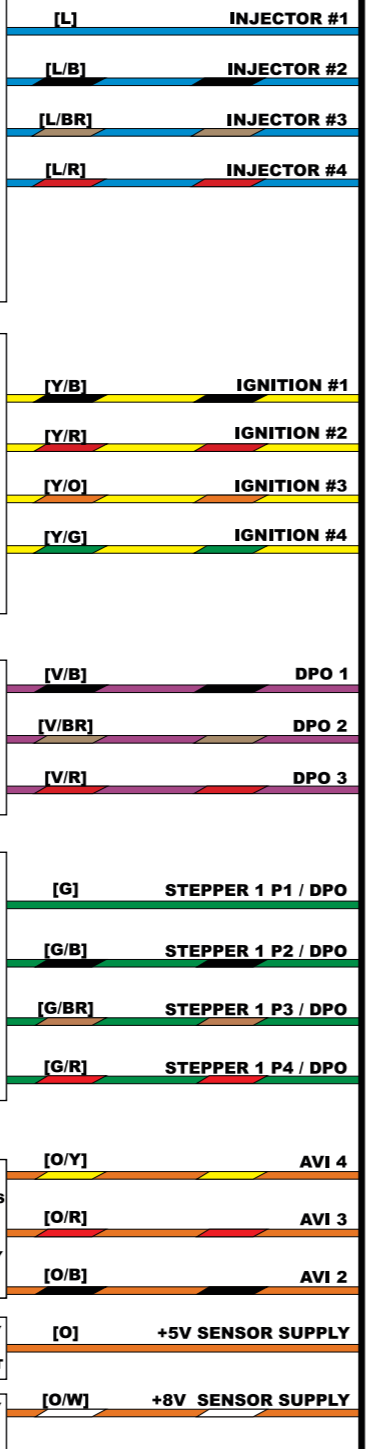 [L] INJECTOR #1
[L/B] INJECTOR #2
[L/BR] INJECTOR #3
[L/R] INJECTOR #4
[Y/B] IGNITION #1
[Y/R] IGNITION #2
[Y/O] IGNITION #3
[Y/G] IGNITION #4
[V/B] DPO 1
[V/BR] DPO 2
[V/R] DPO 3
[G] STEPPER 1 P1 / DPO
[G/B] STEPPER 1 P2 / DPO
[G/BR] STEPPER 1 P3 / DPO
[G/R] STEPPER 1 P4 / DPO
[O/Y] AVI 4
[O/R] AVI 3
[O/B] AVI 2
[O] +5V SENSOR SUPPLY
[O/W] +8V SENSOR SUPPLY